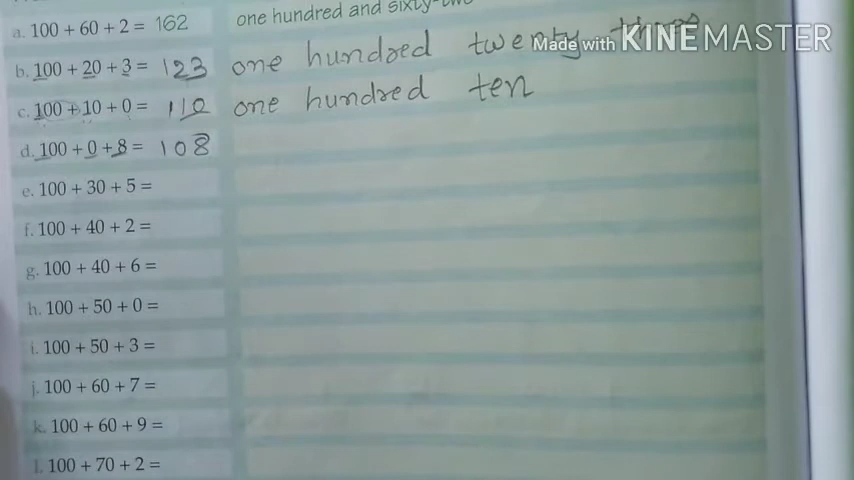 a. 100 + 60 + 2 = 162 one hundred and sixty-two
b. 100 + 20 + 3 = 123 one hundred twenty three
c. 100 + 10 + 0 = 110 one hundred ten
d. 100 + 0 + 8 = 108
e. 100 + 30 + 5 =
f. 100 + 40 + 2 =
g. 100 + 40 + 6 =
h. 100 + 50 + 0 =
i. 100 + 50 + 3 =
j. 100 + 60 + 7 =
k. 100 + 60 + 9 =
l. 100 + 70 + 2 =
Made with KINEMASTER